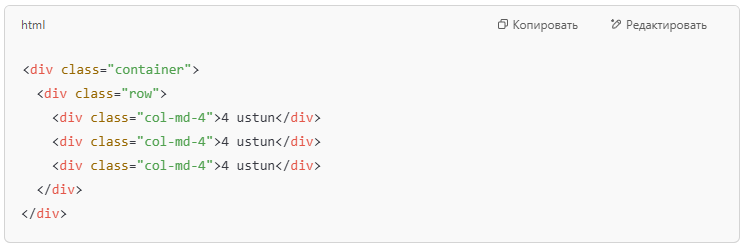 html Копировать Редактировать
<div class="container">
  <div class="row">
    <div class="col-md-4">4 ustun</div>
    <div class="col-md-4">4 ustun</div>
    <div class="col-md-4">4 ustun</div>
  </div>
</div>